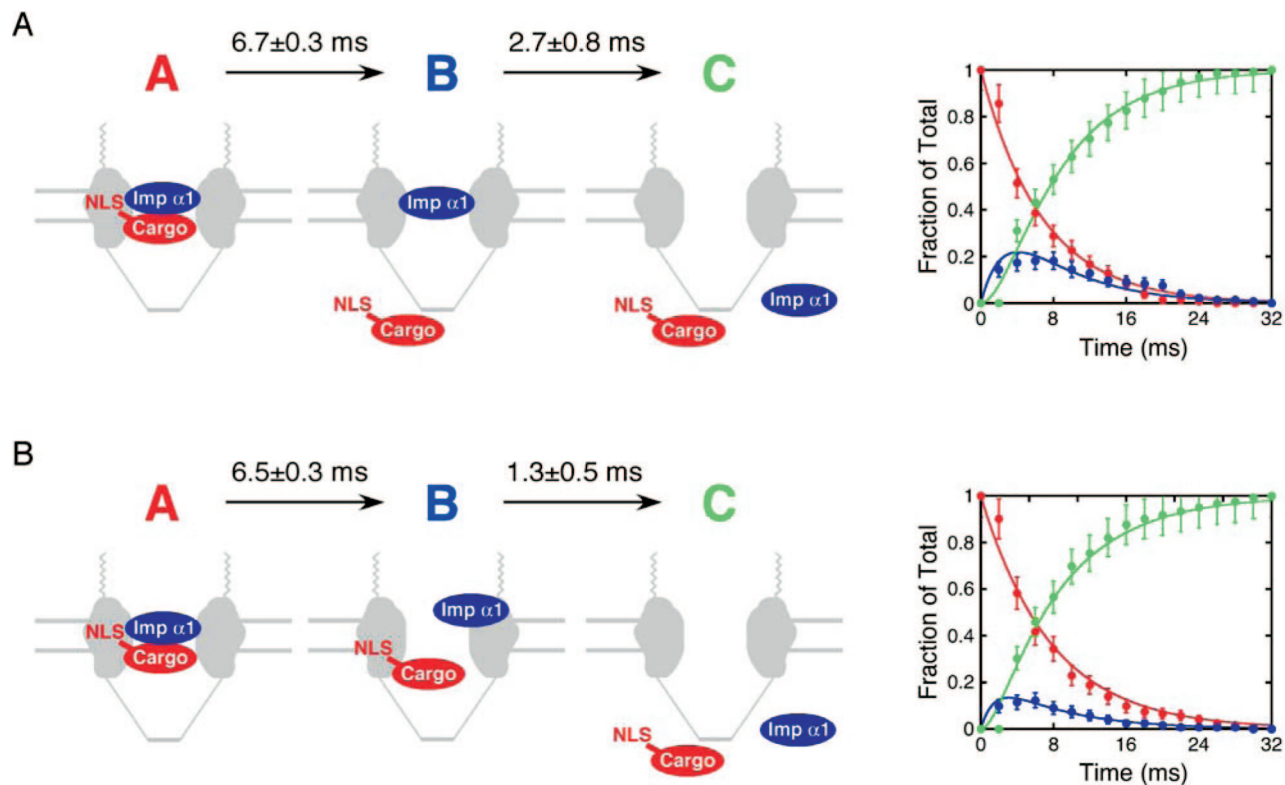 A
6.7±0.3 ms
2.7±0.8 ms
A
B
C
NLS
Imp α1
Cargo
Imp α1
NLS
Cargo
Imp α1
NLS
Cargo
Fraction of Total
1
0.8
0.6
0.4
0.2
0
0 8 16 24 32
Time (ms)
B
6.5±0.3 ms
1.3±0.5 ms
A
B
C
NLS
Imp α1
Cargo
Imp α1
NLS
Cargo
Imp α1
NLS
Cargo
Fraction of Total
1
0.8
0.6
0.4
0.2
0
0 8 16 24 32
Time (ms)